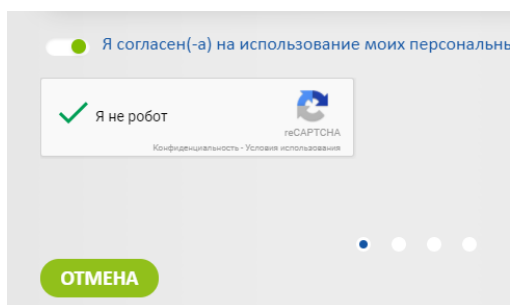 Я согласен(-а) на использование моих персональны
Я не робот
reCAPTCHA
Конфиденциальность - Условия использования
ОТМЕНА